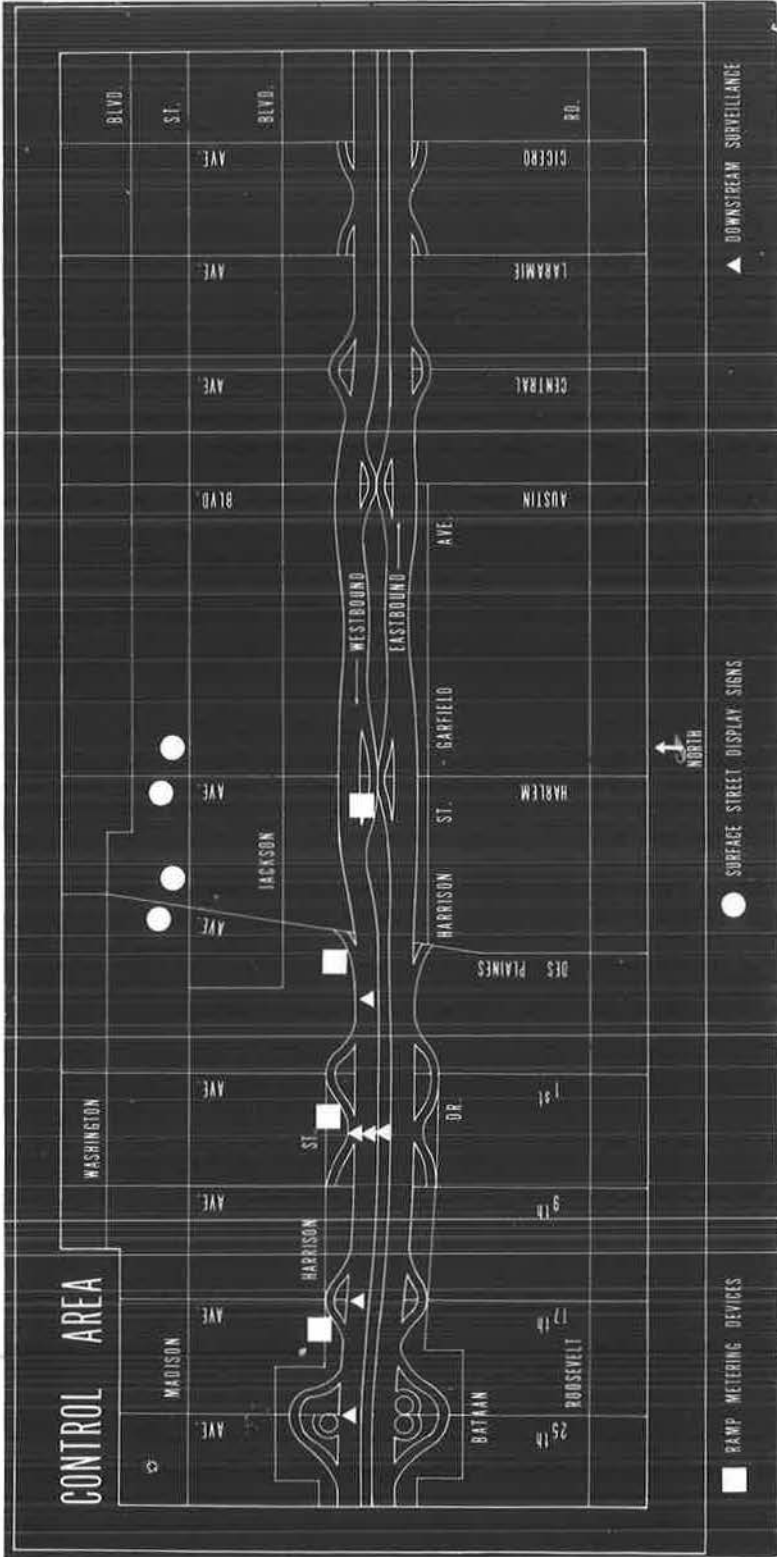 CONTROL AREA
WASHINGTON BLVD.
MADISON ST.
JACKSON BLVD.
HARRISON ST.
WESTBOUND
EASTBOUND
HARRISON ST.
GARFIELD AVE.
BATAAN DR.
ROOSEVELT RD.
25th AVE.
17th AVE.
9th AVE.
1st AVE.
DES PLAINES AVE.
HARLEM AVE.
AUSTIN BLVD.
CENTRAL AVE.
LARAMIE AVE.
CICERO AVE.
NORTH
RAMP METERING DEVICES
SURFACE STREET DISPLAY SIGNS
DOWNSTREAM SURVEILLANCE